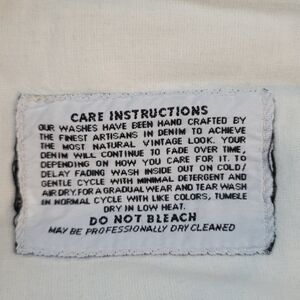 CARE INSTRUCTIONS
OUR WASHES HAVE BEEN HAND CRAFTED BY
THE FINEST ARTISANS IN DENIM TO ACHIEVE
THE MOST NATURAL VINTAGE LOOK. YOUR
DENIM WILL CONTINUE TO FADE OVER TIME,
DEPENDING ON HOW YOU CARE FOR IT. TO
DELAY FADING WASH INSIDE OUT ON COLD/
GENTLE CYCLE WITH MINIMAL DETERGENT AND
AIR DRY. FOR A GRADUAL WEAR AND TEAR WASH
IN NORMAL CYCLE WITH LIKE COLORS, TUMBLE
DRY IN LOW HEAT.
DO NOT BLEACH
MAY BE PROFESSIONALLY DRY CLEANED